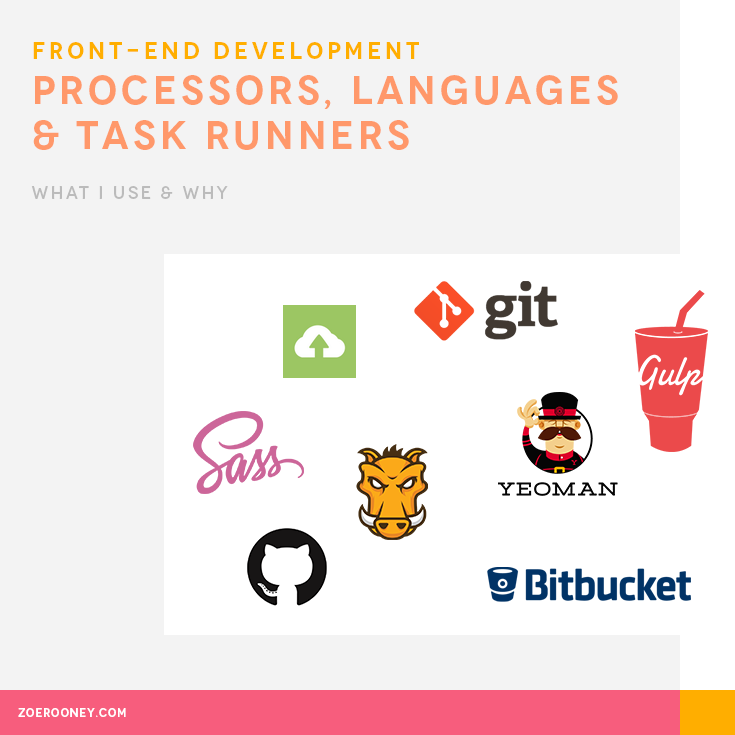 FRONT-END DEVELOPMENT
PROCESSORS, LANGUAGES
& TASK RUNNERS
WHAT I USE & WHY
git
Gulp
Sass
YEOMAN
Bitbucket
ZOEROONEY.COM